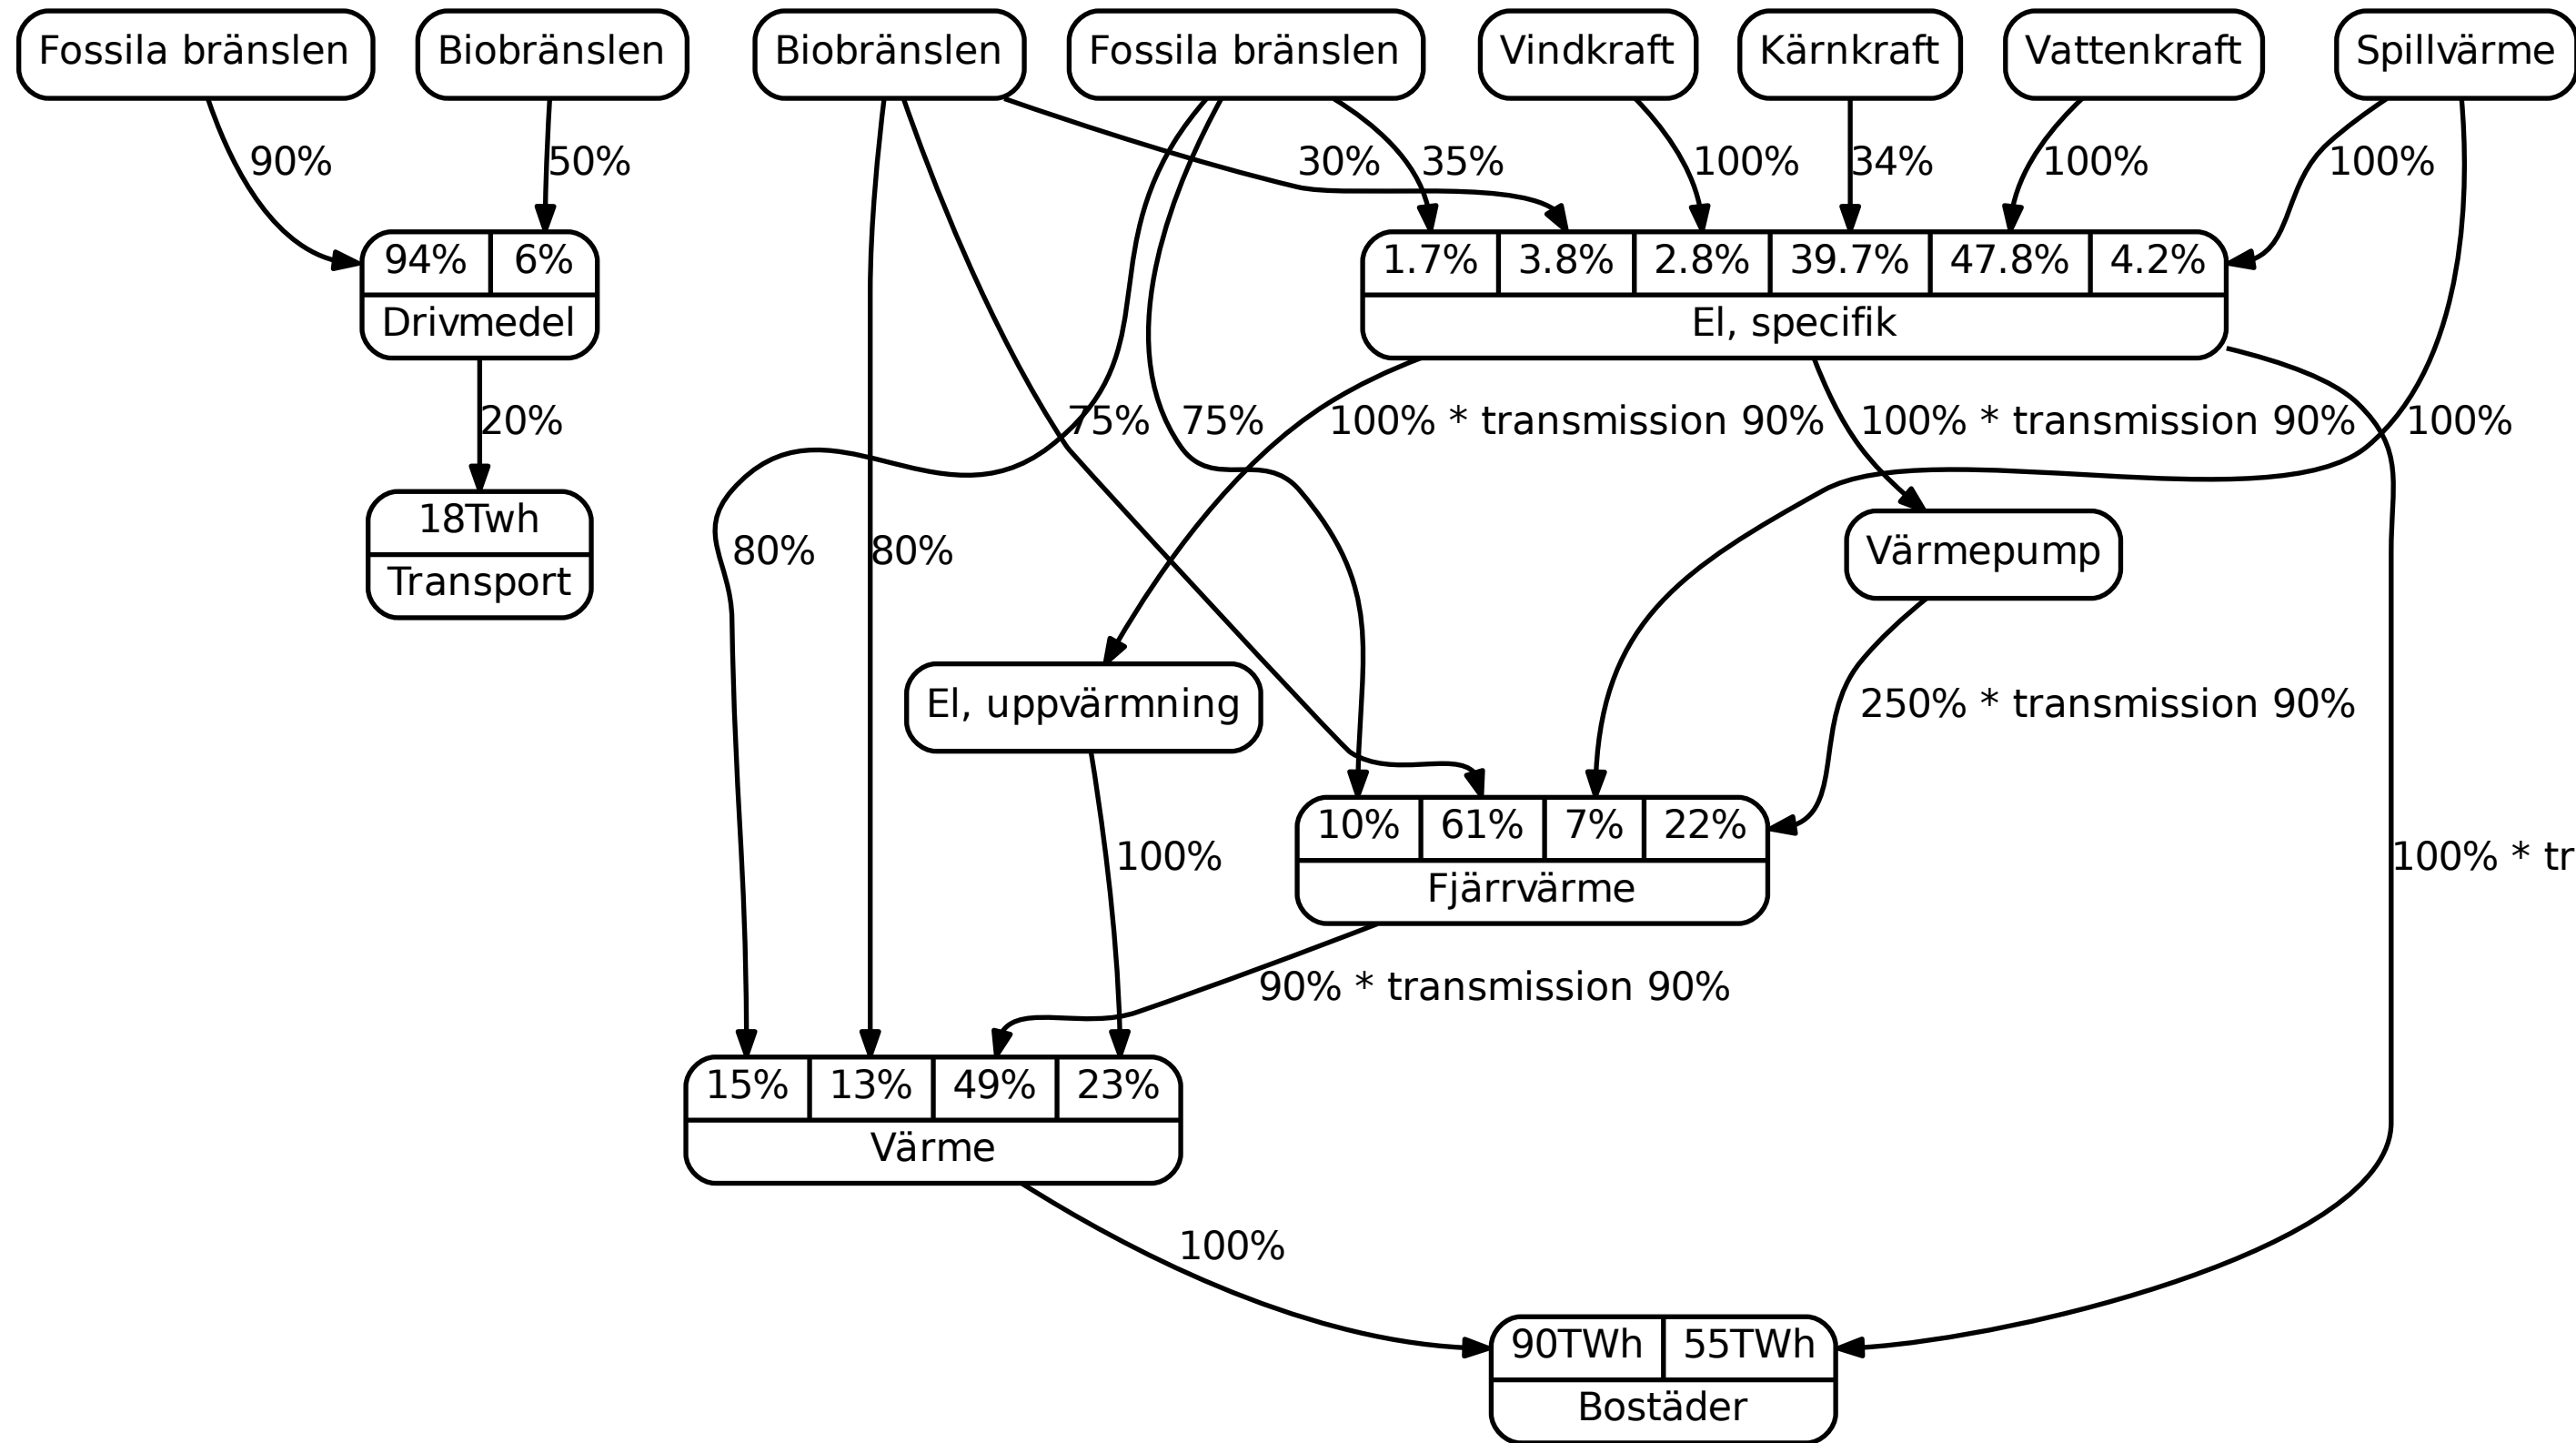 Fossila bränslen
Biobränslen
Biobränslen
Fossila bränslen
Vindkraft
Kärnkraft
Vattenkraft
Spillvärme
90%
50%
30%
35%
100%
34%
100%
100%
94%
6%
Drivmedel
1.7%
3.8%
2.8%
39.7%
47.8%
4.2%
El, specifik
20%
75%
75%
100% * transmission 90%
100% * transmission 90%
100%
18Twh
Transport
80%
80%
Värmepump
El, uppvärmning
250% * transmission 90%
10%
61%
7%
22%
Fjärrvärme
100%
100% * tr
90% * transmission 90%
15%
13%
49%
23%
Värme
100%
90TWh
55TWh
Bostäder